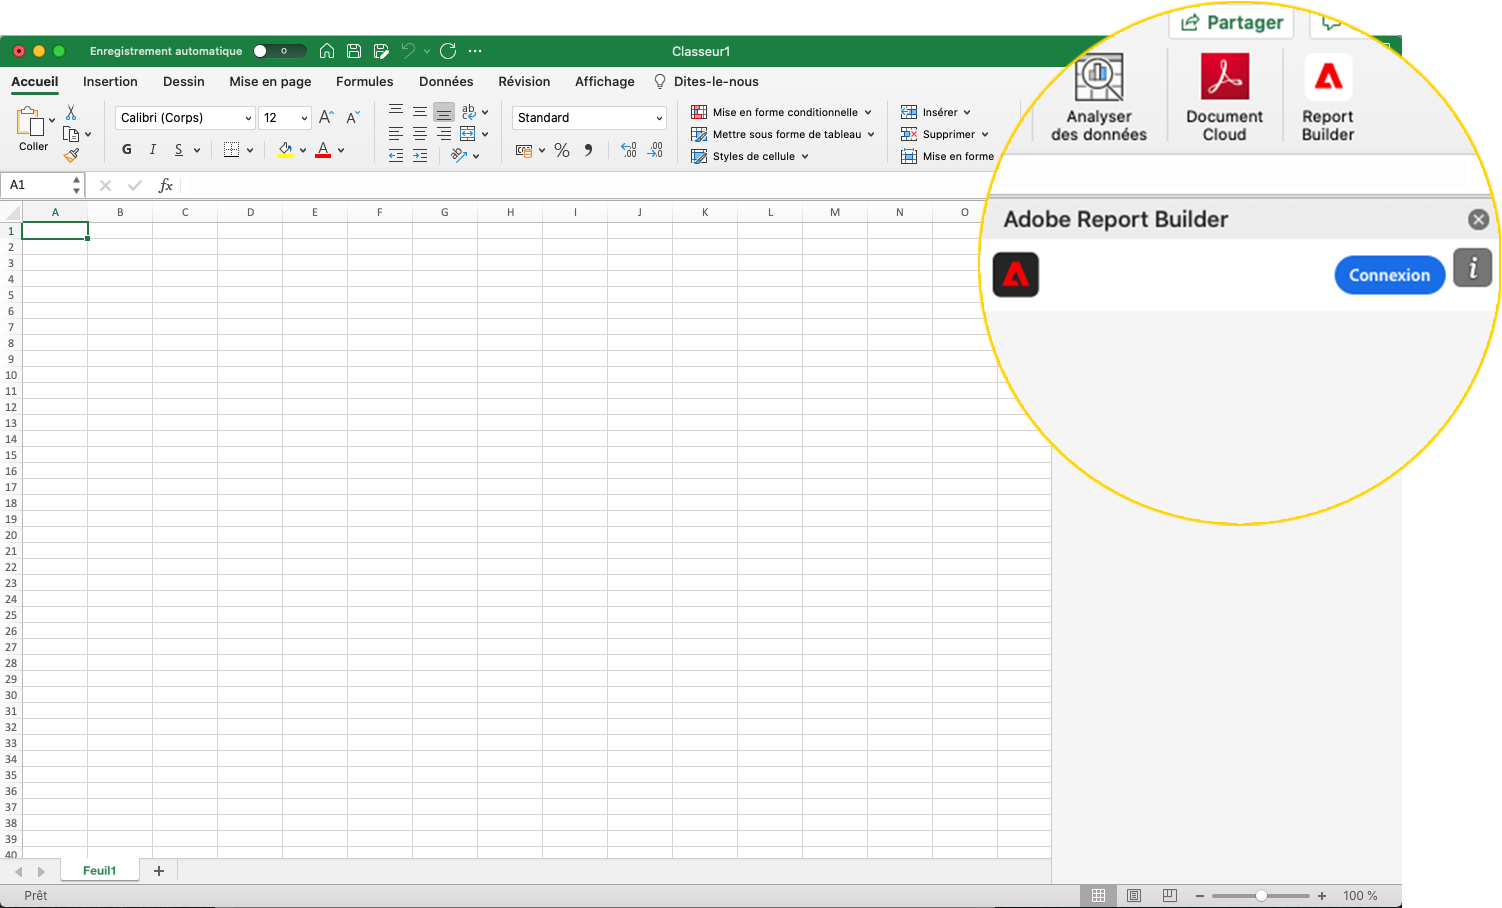 Partager
Enregistrement automatique
Classeur1
Accueil Insertion Dessin Mise en page Formules Données Révision Affichage Dites-le-nous
Coller
Calibri (Corps) 12
G I S
A
ab
Standard
%
Mise en forme conditionnelle
Mettre sous forme de tableau
Styles de cellule
Insérer
Supprimer
Mise en forme
Analyser
des données
Document
Cloud
Report
Builder
A1
fx
Adobe Report Builder
Connexion
i
A B C D E F G H I J K L M N O
1
2
3
4
5
6
7
8
9
10
11
12
13
14
15
16
17
18
19
20
21
22
23
24
25
26
27
28
29
30
31
32
33
34
35
36
37
38
39
40
Feuil1 +
Prêt
100 %